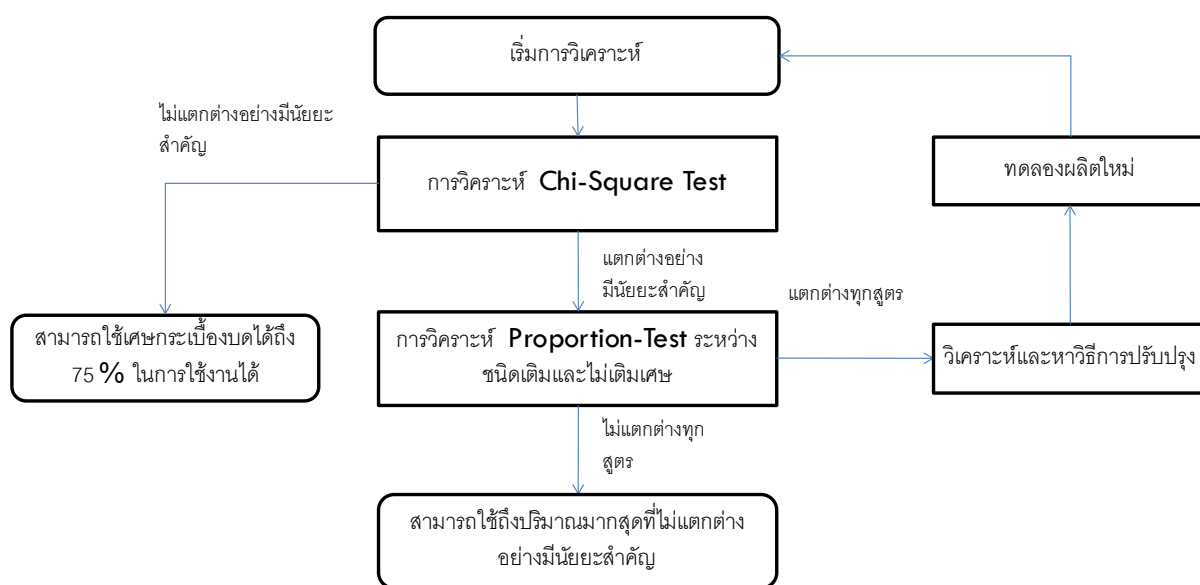 เริ่มการวิเคราะห์
ไม่แตกต่างอย่างมีนัยยะ
สำคัญ
การวิคราะห์ Chi-Square Test
ทดลองผลิตใหม่
แตกต่างอย่าง
มีนัยยะสำคัญ
แตกต่างทุกสูตร
สามารถใช้เศษกระเบื้องบดได้ถึง
75 % ในการใช้งานได้
การวิคราะห์ Proportion-Test ระหว่าง
ชนิดเติมและไม่เติมเศษ
วิเคราะห์และหาวิธีการปรับปรุง
ไม่แตกต่างทุก
สูตร
สามารถใช้ถึงปริมาณมากสุดที่ไม่แตกต่าง
อย่างมีนัยยะสำคัญ